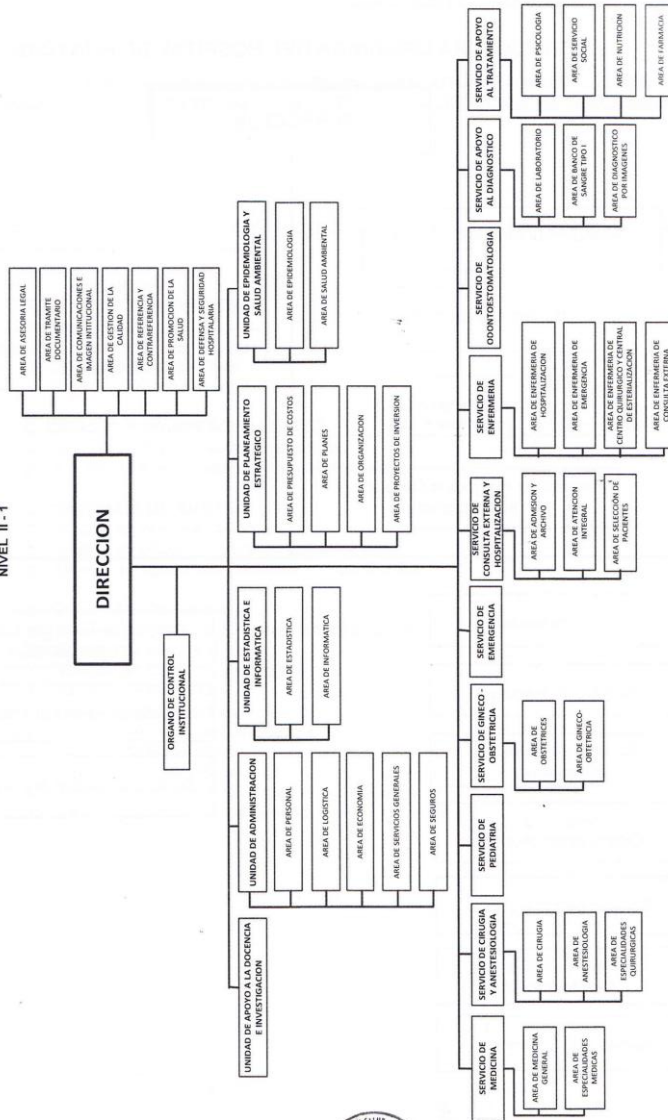 NIVEL II - 1
DIRECCION
AREA DE ASESORIA LEGAL
AREA DE TRAMITE
DOCUMENTARIO
AREA DE COMUNICACIONES E
IMAGEN INTITUCIONAL
AREA DE GESTION DE LA
CALIDAD
AREA DE REFERENCIA Y
CONTRAREFERENCIA
AREA DE PROMOCION DE LA
SALUD
AREA DE DEFENSA Y SEGURIDAD
HOSPITALARIA
ORGANO DE CONTROL
INSTITUCIONAL
UNIDAD DE APOYO A LA DOCENCIA
E INVESTIGACION
UNIDAD DE ADMINISTRACION
AREA DE PERSONAL
AREA DE LOGISTICA
AREA DE ECONOMIA
AREA DE SERVICIOS GENERALES
AREA DE SEGUROS
UNIDAD DE ESTADISTICA E
INFORMATICA
AREA DE ESTADISTICA
AREA DE INFORMATICA
UNIDAD DE PLANEAMIENTO
ESTRATEGICO
AREA DE PRESUPUESTO DE COSTOS
AREA DE PLANES
AREA DE ORGANIZACION
AREA DE PROYECTOS DE INVERSION
UNIDAD DE EPIDEMIOLOGIA Y
SALUD AMBIENTAL
AREA DE EPIDEMIOLOGIA
AREA DE SALUD AMBIENTAL
SERVICIO DE
MEDICINA
AREA DE MEDICINA
GENERAL
AREA DE
ESPECIALIDADES
MEDICAS
SERVICIO DE CIRUGIA
Y ANESTESIOLOGIA
AREA DE CIRUGIA
AREA DE
ANESTESIOLOGIA
AREA DE
ESPECIALIDADES
QUIRURGICAS
SERVICIO DE
PEDIATRIA
SERVICIO DE GINECO -
OBSTETRICIA
AREA DE
OBSTETRICES
AREA DE GINECO-
OBTETRICIA
SERVICIO DE
EMERGENCIA
SERVICIO DE
CONSULTA EXTERNA Y
HOSPITALIZACION
AREA DE ADMISION Y
ARCHIVO
AREA DE ATENCION
INTEGRAL
AREA DE SELECCIÓN DE
PACIENTES
SERVICIO DE
ENFERMERIA
AREA DE ENFERMERIA DE
HOSPITALIZACION
AREA DE ENFERMERIA DE
EMERGENCIA
AREA DE ENFERMERIA DE
CENTRO QUIRURGICO Y CENTRAL
DE ESTERIALIZACION
AREA DE ENFERMERIA DE
CONSULTA EXTERNA
SERVICIO DE
ODONTOESTOMATOLOGIA
SERVICIO DE APOYO
AL DIAGNOSTICO
AREA DE LABORATORIO
AREA DE BANCO DE
SANGRE TIPO I
AREA DE DIAGNOSTICO
POR IMAGENES
SERVICIO DE APOYO
AL TRATAMIENTO
AREA DE PSICOLOGIA
AREA DE SERVICIO
SOCIAL
AREA DE NUTRICION
AREA DE FARMACIA